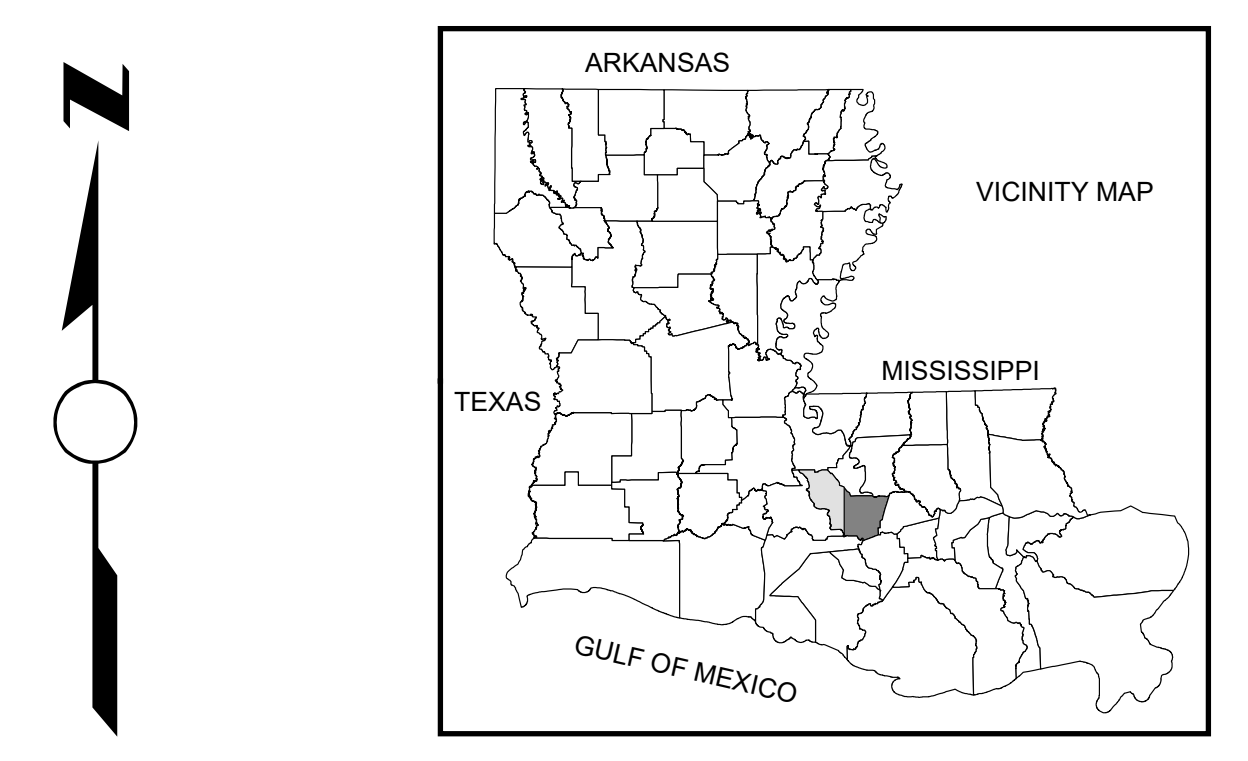 N
ARKANSAS
VICINITY MAP
MISSISSIPPI
TEXAS
GULF OF MEXICO